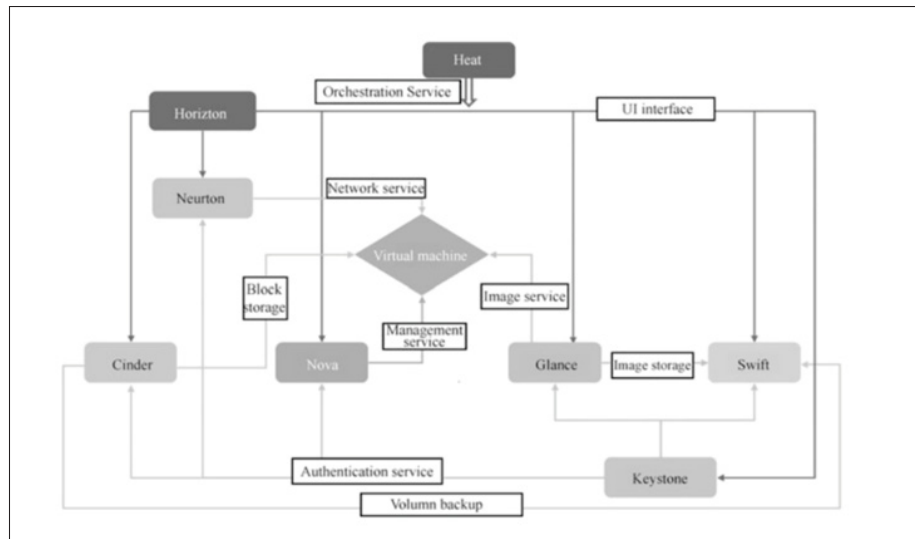 Heat
Orchestration Service
UI interface
Horizton
Neurton
Network service
Virtual machine
Block
storage
Image service
Management
service
Cinder
Nova
Glance
Image storage
Swift
Authentication service
Keystone
Volumn backup